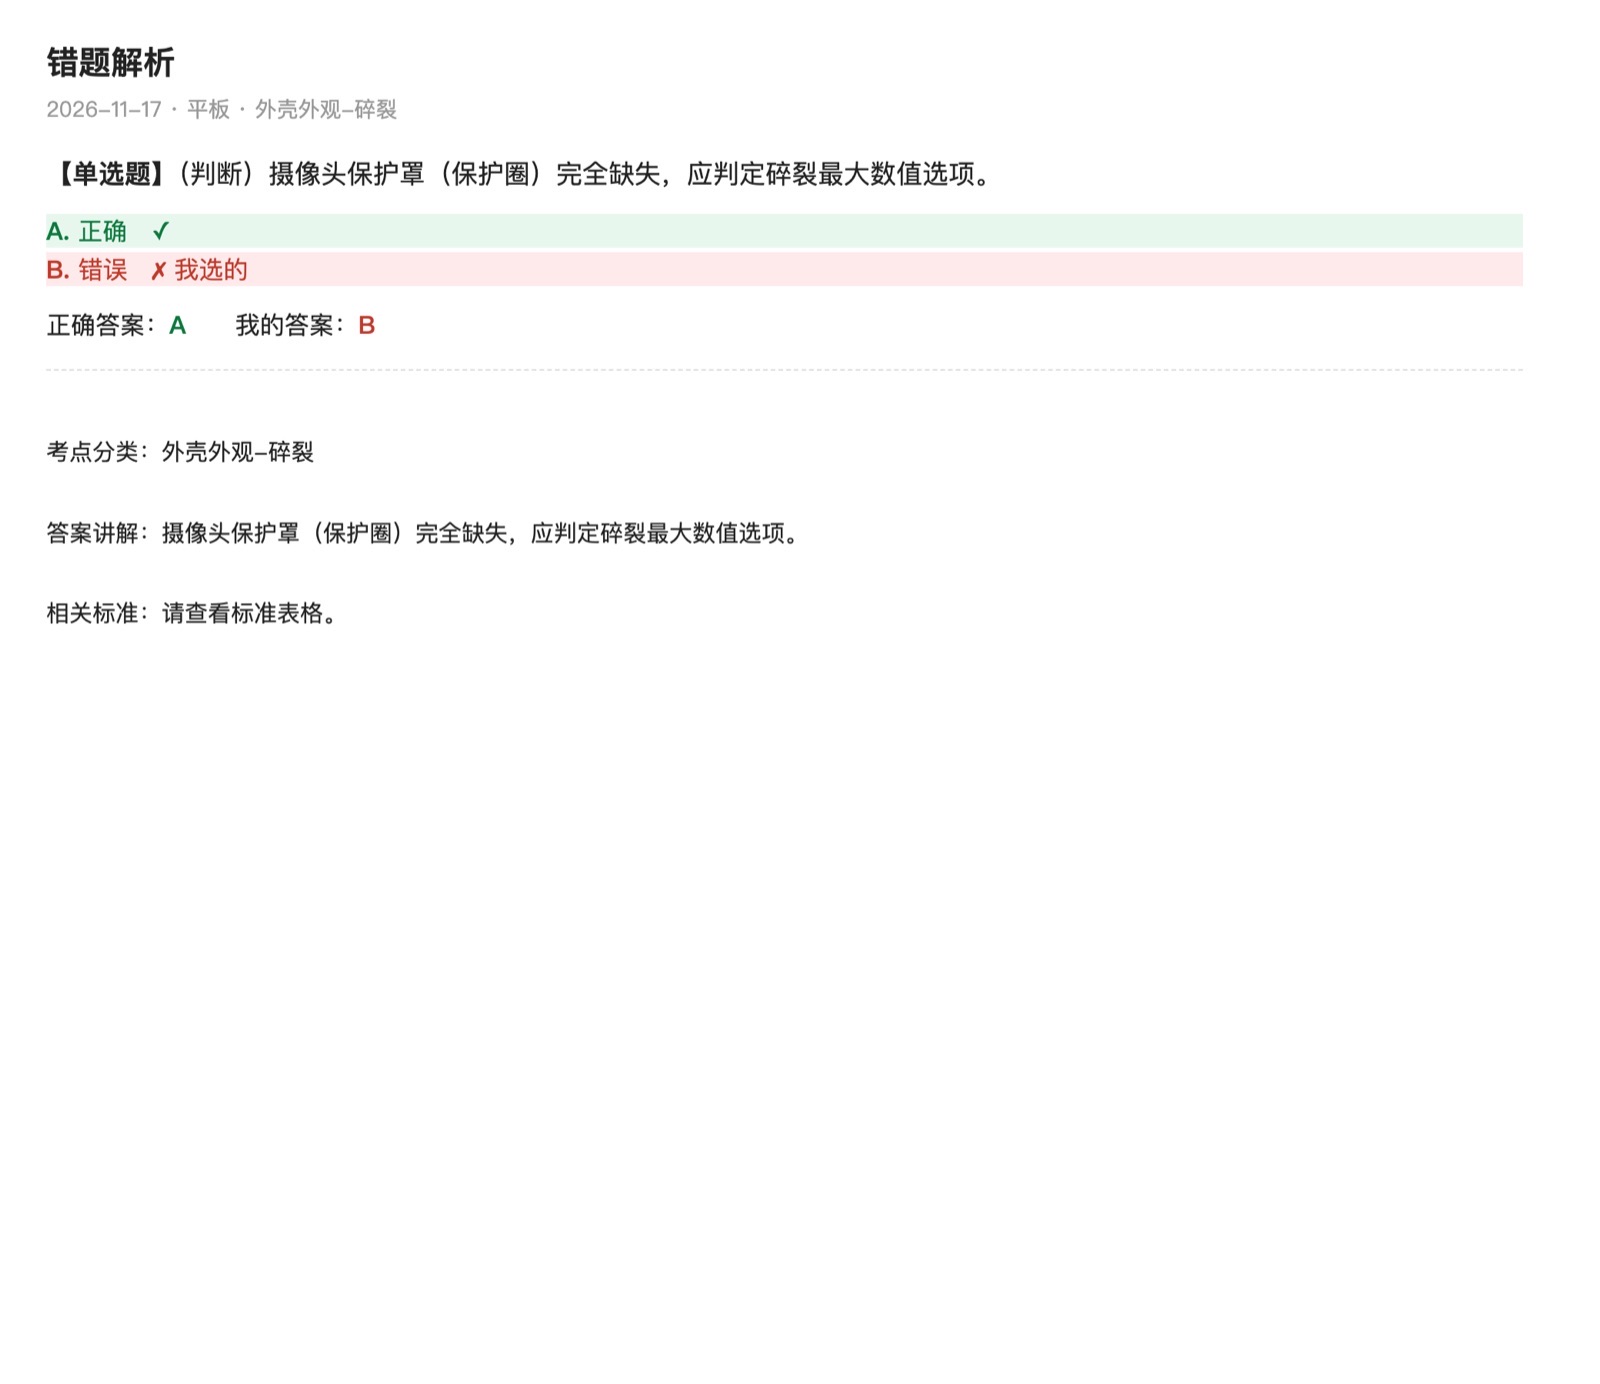 错题解析
2026-11-17 · 平板 · 外壳外观-碎裂
【单选题】（判断）摄像头保护罩（保护圈）完全缺失，应判定碎裂最大数值选项。
A. 正确 ✓
B. 错误 ✗ 我选的
正确答案：A 我的答案：B
考点分类：外壳外观-碎裂
答案讲解：摄像头保护罩（保护圈）完全缺失，应判定碎裂最大数值选项。
相关标准：请查看标准表格。